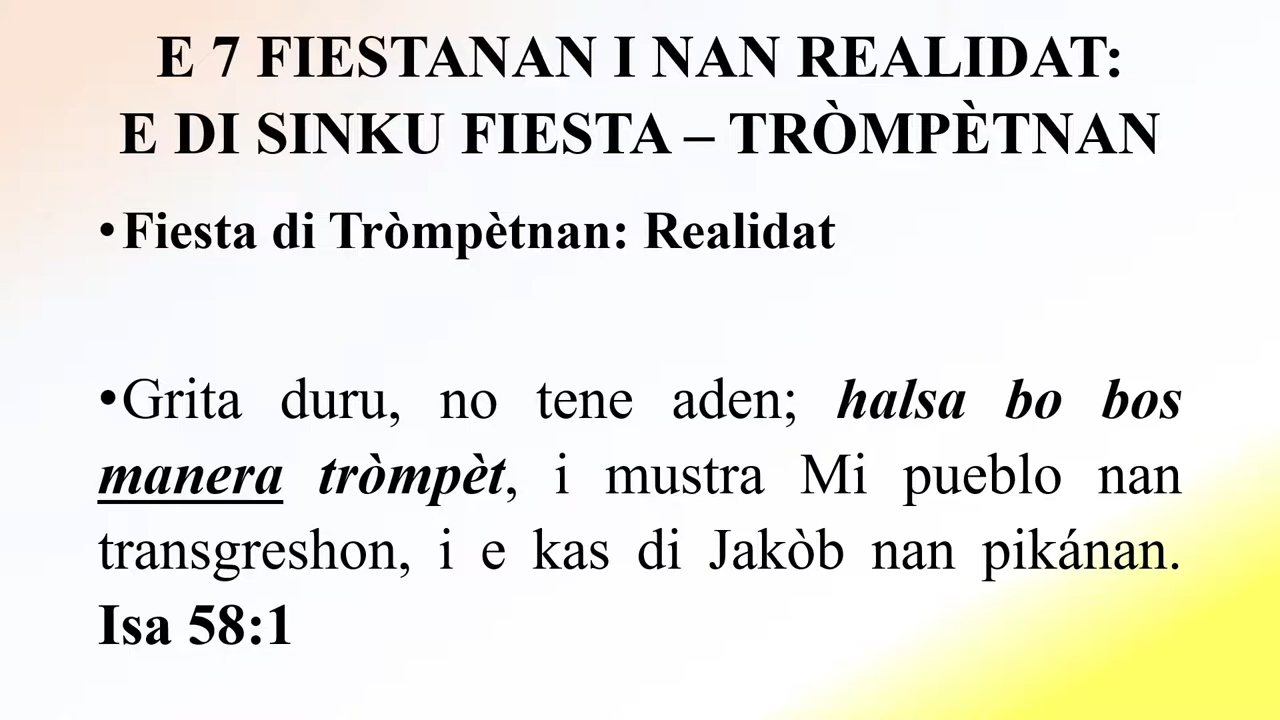 E 7 FIESTANAN I NAN REALIDAT:
E DI SINKU FIESTA – TRÒMPÈTNAN
•Fiesta di Tròmpètnan: Realidat
•Grita duru, no tene aden; halsa bo bos
manera tròmpèt, i mustra Mi pueblo nan
transgreshon, i e kas di Jakòb nan pikánan.
Isa 58:1